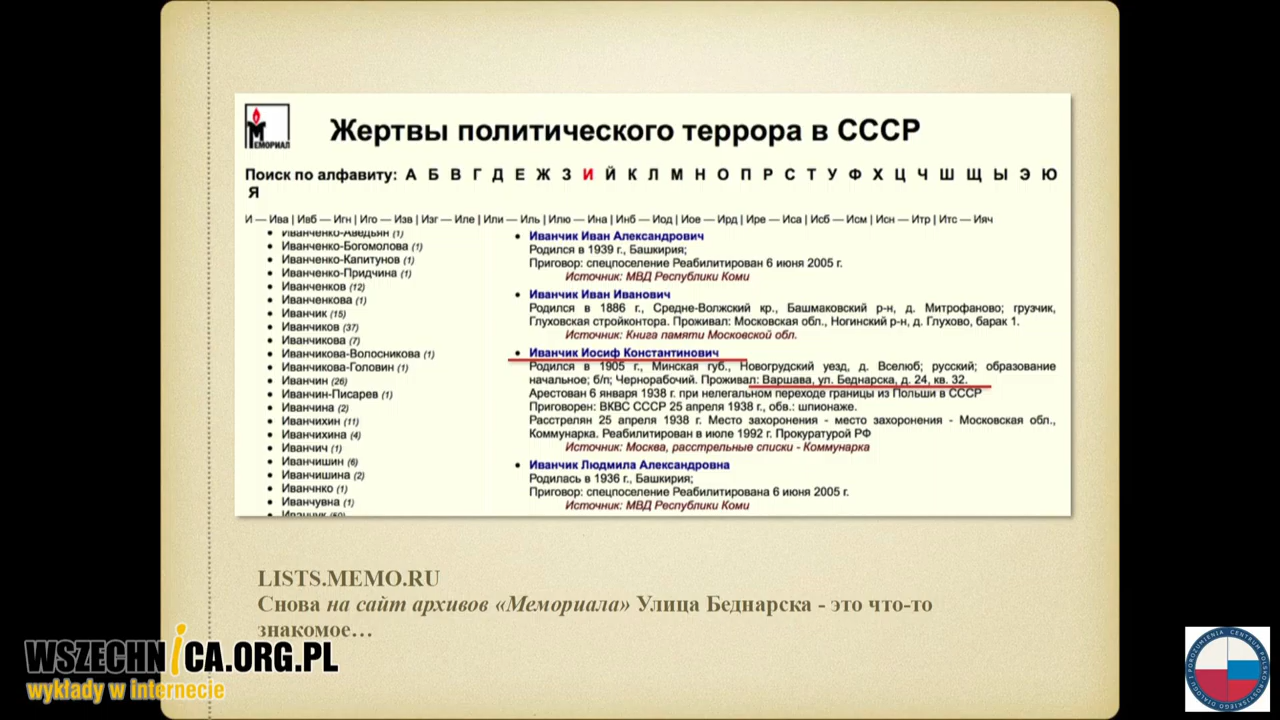 МЕМОРИАЛ
Жертвы политического террора в СССР
Поиск по алфавиту: А Б В Г Д Е Ж З И Й К Л М Н О П Р С Т У Ф Х Ц Ч Ш Щ Ы Э Ю
Я
И — Ива | Ивб — Игн | Иго — Изв | Изг — Иле | Или — Иль | Илю — Ина | Инб — Иод | Иое — Ирд | Ире — Иса | Исб — Исм | Исн — Итр | Итс — Ияч
Иванченко-Аведьян (1)
Иванченко-Богомолова (1)
Иванченко-Капитунов (1)
Иванченко-Придчина (1)
Иванченков (12)
Иванченкова (1)
Иванчик (15)
Иванчиков (37)
Иванчикова (7)
Иванчикова-Волосникова (1)
Иванчикова-Головин (1)
Иванчин (26)
Иванчин-Писарев (1)
Иванчина (2)
Иванчихин (11)
Иванчихина (4)
Иванчич (1)
Иванчишин (6)
Иванчишина (2)
Иванчнко (1)
Иванчувна (1)
Иванчук (50)
Иванчик Иван Александрович
Родился в 1939 г., Башкирия;
Приговор: спецпоселение Реабилитирован 6 июня 2005 г.
Источник: МВД Республики Коми
Иванчик Иван Иванович
Родился в 1886 г., Средне-Волжский кр., Башмаковский р-н, д. Митрофаново; грузчик,
Глуховская стройконтора. Проживал: Московская обл., Ногинский р-н, д. Глухово, барак 1.
Источник: Книга памяти Московской обл.
Иванчик Иосиф Константинович
Родился в 1905 г., Минская губ., Новогрудский уезд, д. Вселюб; русский; образование
начальное; б/п; Чернорабочий. Проживал: Варшава, ул. Беднарска, д. 24, кв. 32.
Арестован 6 января 1938 г. при нелегальном переходе границы из Польши в СССР
Приговорен: ВКВС СССР 25 апреля 1938 г., обв.: шпионаже.
Расстрелян 25 апреля 1938 г. Место захоронения - место захоронения - Московская обл.,
Коммунарка. Реабилитирован в июле 1992 г. Прокуратурой РФ
Источник: Москва, расстрельные списки - Коммунарка
Иванчик Людмила Александровна
Родилась в 1936 г., Башкирия;
Приговор: спецпоселение Реабилитирована 6 июня 2005 г.
Источник: МВД Республики Коми
LISTS.MEMO.RU
Снова на сайт архивов «Мемориала» Улица Беднарска - это что-то
знакомое…
WSZECHNICA.ORG.PL
wykłady w internecie
CENTRUM POLSKO-ROSYJSKIEGO DIALOGU I POROZUMIENIA